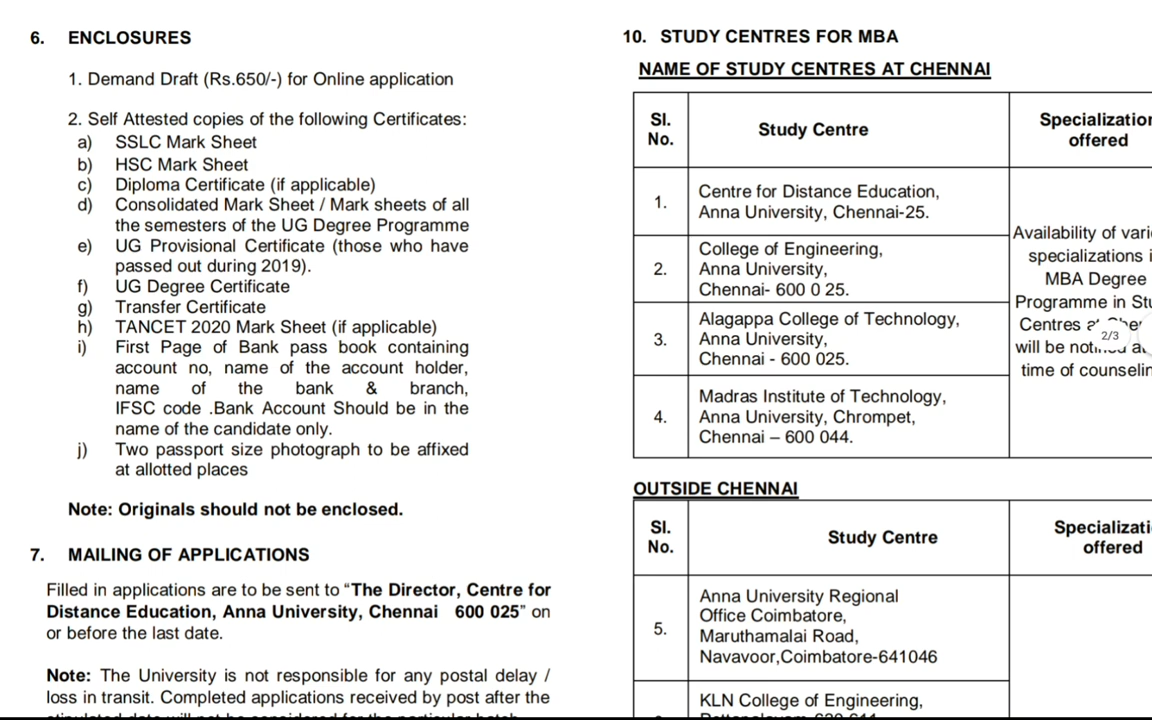 6. ENCLOSURES
1. Demand Draft (Rs.650/-) for Online application
2. Self Attested copies of the following Certificates:
a) SSLC Mark Sheet
b) HSC Mark Sheet
c) Diploma Certificate (if applicable)
d) Consolidated Mark Sheet / Mark sheets of all
the semesters of the UG Degree Programme
e) UG Provisional Certificate (those who have
passed out during 2019).
f) UG Degree Certificate
g) Transfer Certificate
h) TANCET 2020 Mark Sheet (if applicable)
i) First Page of Bank pass book containing
account no, name of the account holder,
name of the bank & branch,
IFSC code .Bank Account Should be in the
name of the candidate only.
j) Two passport size photograph to be affixed
at allotted places
Note: Originals should not be enclosed.
7. MAILING OF APPLICATIONS
Filled in applications are to be sent to “The Director, Centre for
Distance Education, Anna University, Chennai 600 025” on
or before the last date.
Note: The University is not responsible for any postal delay /
loss in transit. Completed applications received by post after the
10. STUDY CENTRES FOR MBA
NAME OF STUDY CENTRES AT CHENNAI
Sl.
No.
Study Centre
Specialization
offered
1.
Centre for Distance Education,
Anna University, Chennai-25.
2.
College of Engineering,
Anna University,
Chennai- 600 0 25.
3.
Alagappa College of Technology,
Anna University,
Chennai - 600 025.
4.
Madras Institute of Technology,
Anna University, Chrompet,
Chennai – 600 044.
Availability of vari
specializations i
MBA Degree
Programme in Stu
Centres
2/3
will be
time of counselin
OUTSIDE CHENNAI
Sl.
No.
Study Centre
Specializati
offered
5.
Anna University Regional
Office Coimbatore,
Maruthamalai Road,
Navavoor,Coimbatore-641046
KLN College of Engineering,